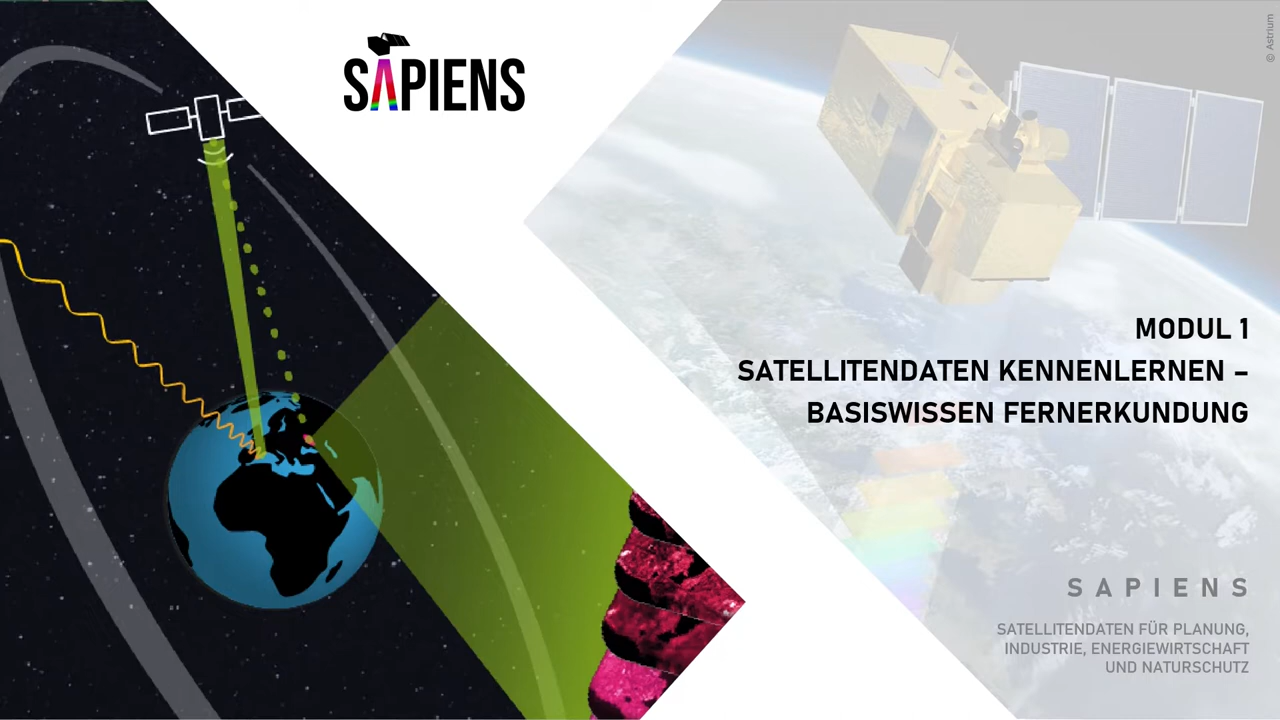 © Astrium
SAPIENS
MODUL 1
SATELLITENDATEN KENNENLERNEN –
BASISWISSEN FERNERKUNDUNG
SAPIENS
SATELLITENDATEN FÜR PLANUNG,
INDUSTRIE, ENERGIEWIRTSCHAFT
UND NATURSCHUTZ